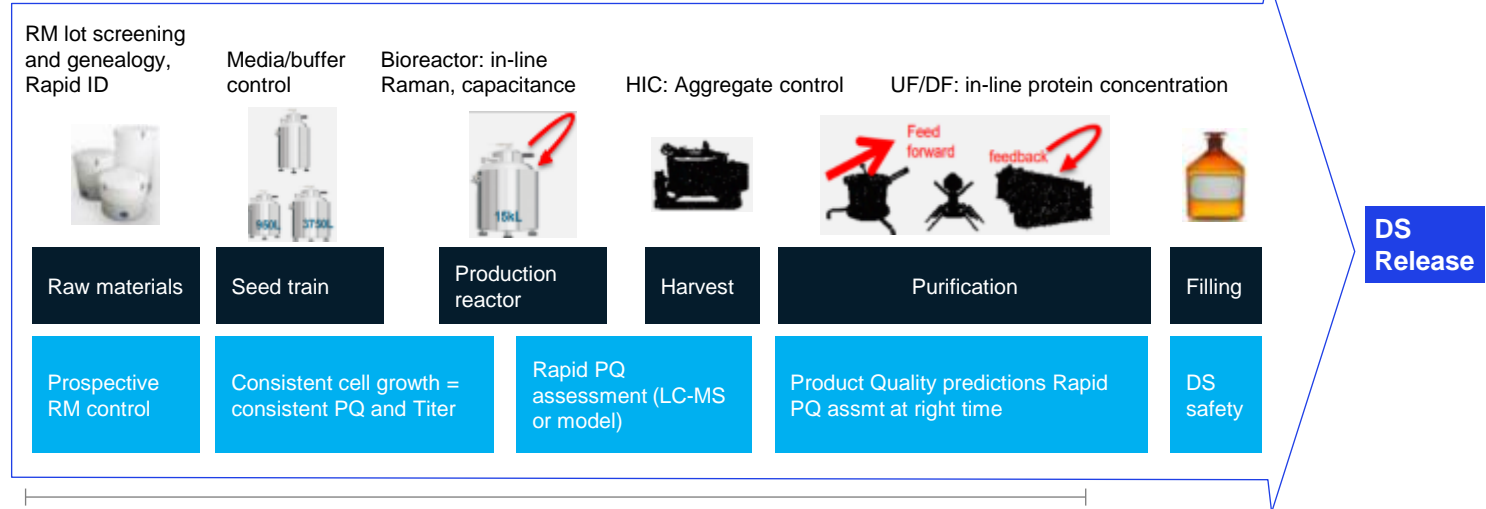 RM lot screening
and genealogy,
Rapid ID
Media/buffer
control
Bioreactor: in-line
Raman, capacitance
HIC: Aggregate control
UF/DF: in-line protein concentration
Feed
forward
feedback
950L
3750L
15kL
Raw materials
Seed train
Production
reactor
Harvest
Purification
Filling
DS
Release
Prospective
RM control
Consistent cell growth =
consistent PQ and Titer
Rapid PQ
assessment (LC-MS
or model)
Product Quality predictions Rapid
PQ assmt at right time
DS
safety